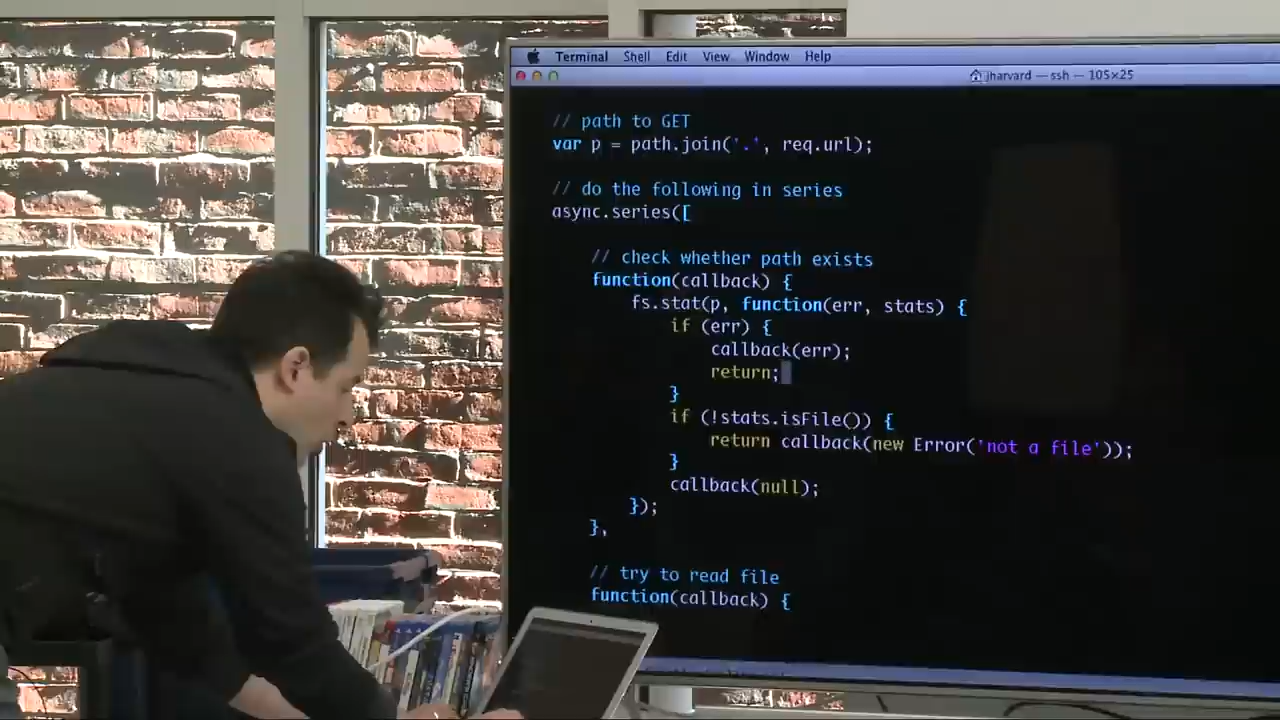 Terminal Shell Edit View Window Help
jharvard — ssh — 105×25
// path to GET
var p = path.join('.', req.url);
// do the following in series
async.series([
// check whether path exists
function(callback) {
fs.stat(p, function(err, stats) {
if (err) {
callback(err);
return;
}
if (!stats.isFile()) {
return callback(new Error('not a file'));
}
callback(null);
});
},
// try to read file
function(callback) {